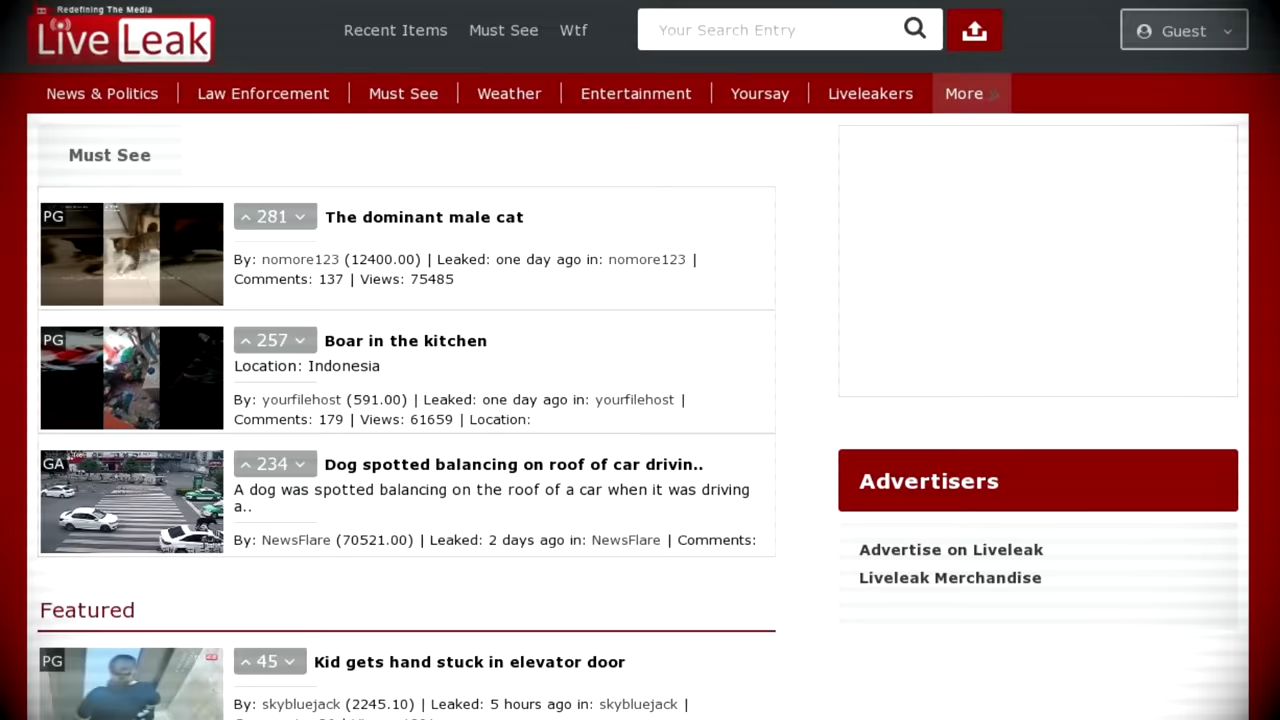 Redefining The Media
Live Leak
Recent Items Must See Wtf
Your Search Entry
Guest
News & Politics Law Enforcement Must See Weather Entertainment Yoursay Liveleakers More »
Must See
PG
281 The dominant male cat
By: nomore123 (12400.00) | Leaked: one day ago in: nomore123 |
Comments: 137 | Views: 75485
PG
257 Boar in the kitchen
Location: Indonesia
By: yourfilehost (591.00) | Leaked: one day ago in: yourfilehost |
Comments: 179 | Views: 61659 | Location:
GA
234 Dog spotted balancing on roof of car drivin..
A dog was spotted balancing on the roof of a car when it was driving
a..
By: NewsFlare (70521.00) | Leaked: 2 days ago in: NewsFlare | Comments:
Advertisers
Advertise on Liveleak
Liveleak Merchandise
Featured
PG
45 Kid gets hand stuck in elevator door
By: skybluejack (2245.10) | Leaked: 5 hours ago in: skybluejack |